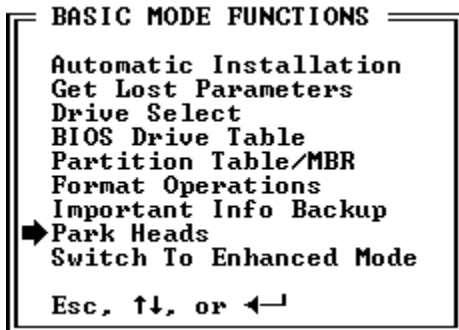 BASIC MODE FUNCTIONS
Automatic Installation
Get Lost Parameters
Drive Select
BIOS Drive Table
Partition Table/MBR
Format Operations
Important Info Backup
Park Heads
Switch To Enhanced Mode
Esc, ↑↓, or ◄─┘